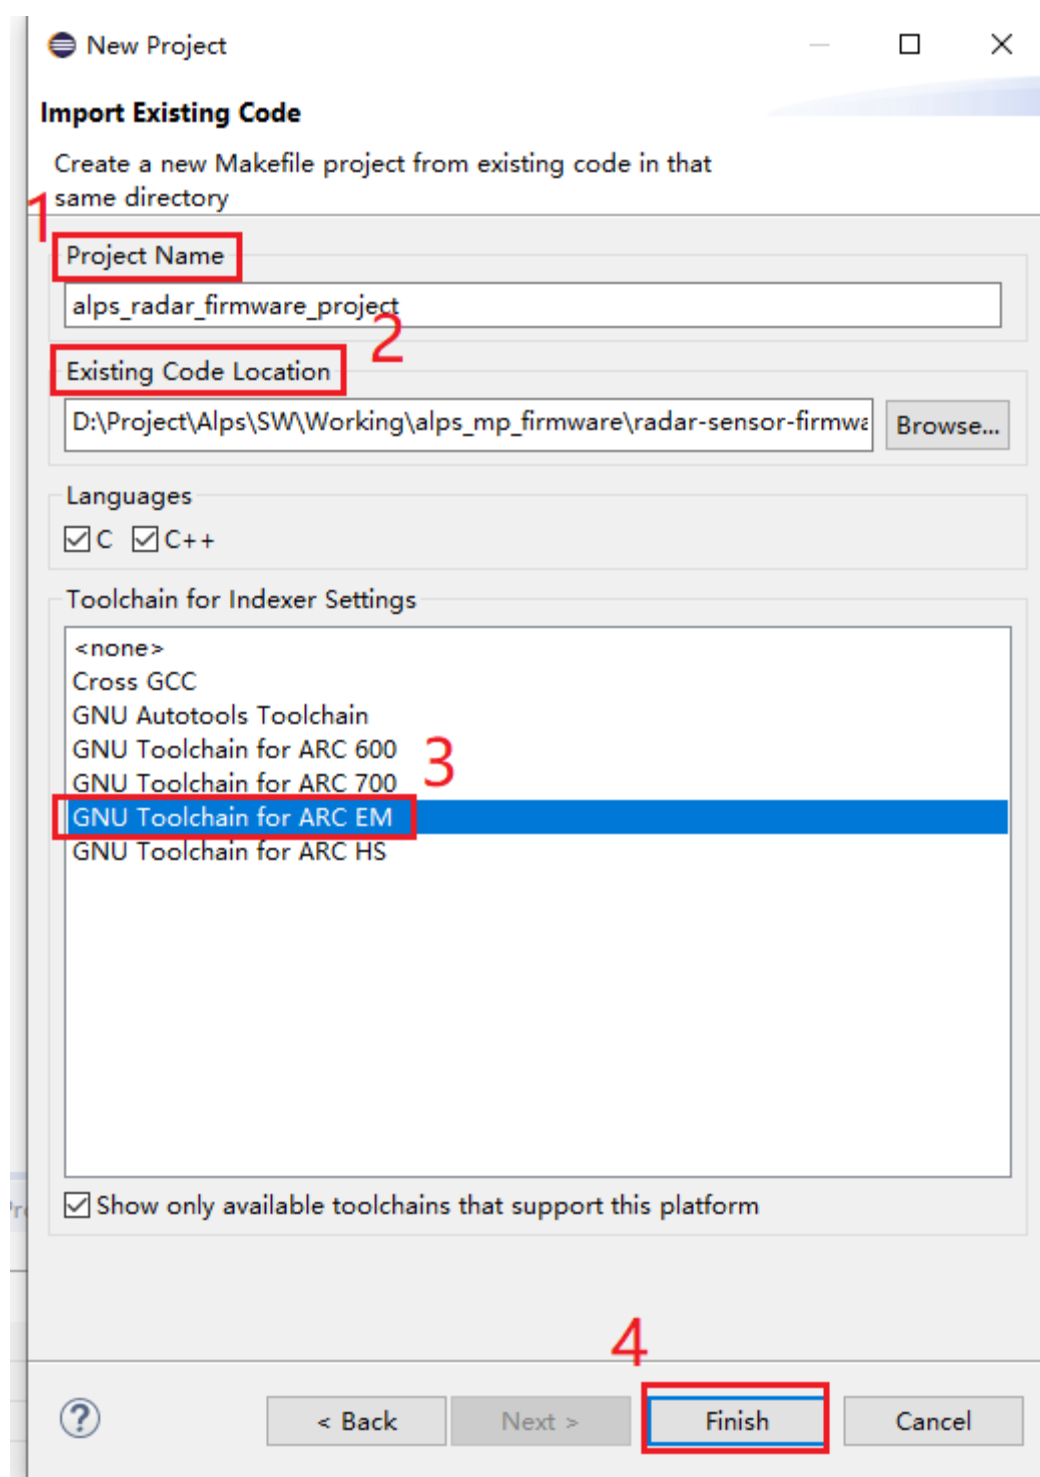 New Project
Import Existing Code
Create a new Makefile project from existing code in that
same directory
1
Project Name
alps_radar_firmware_project
2
Existing Code Location
D:\Project\Alps\SW\Working\alps_mp_firmware\radar-sensor-firmwa
Browse...
Languages
C C++
Toolchain for Indexer Settings
<none>
Cross GCC
GNU Autotools Toolchain
GNU Toolchain for ARC 600
3
GNU Toolchain for ARC 700
GNU Toolchain for ARC EM
GNU Toolchain for ARC HS
Show only available toolchains that support this platform
4
?
< Back Next > Finish Cancel